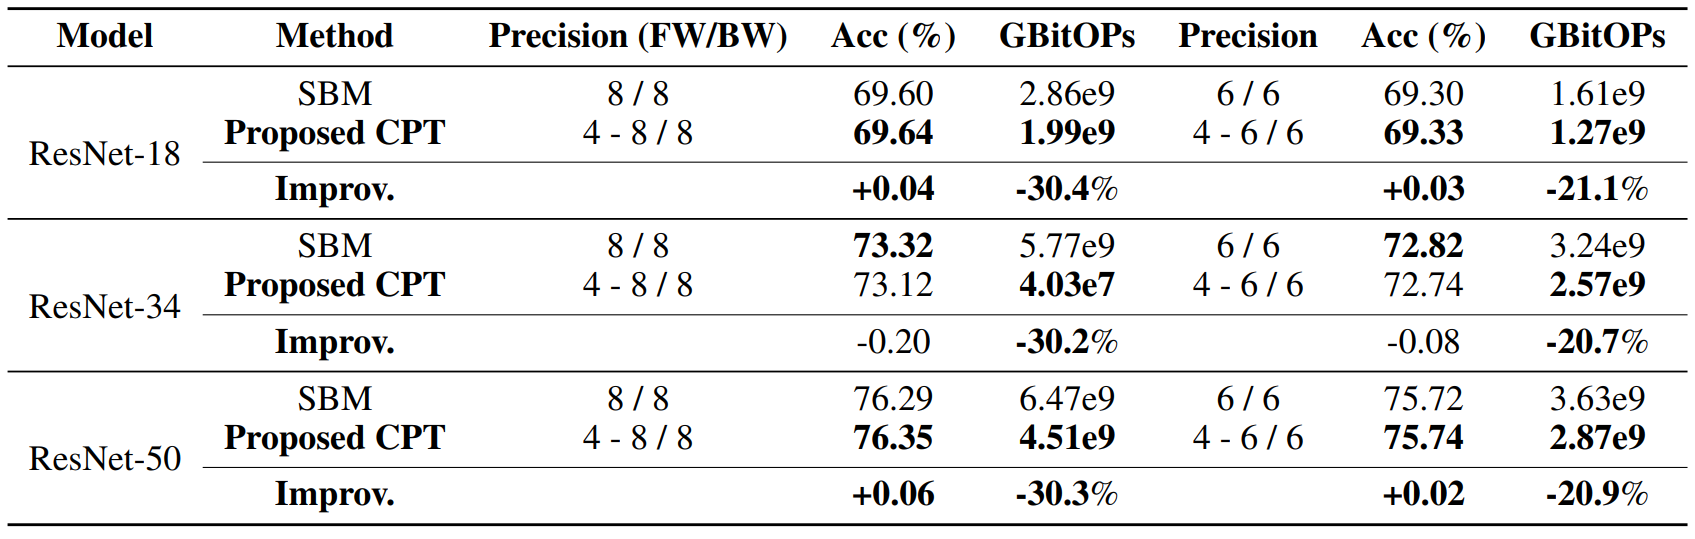 Model Method Precision (FW/BW) Acc (%) GBitOPs Precision Acc (%) GBitOPs
SBM 8 / 8 69.60 2.86e9 6 / 6 69.30 1.61e9
ResNet-18 Proposed CPT 4 - 8 / 8 69.64 1.99e9 4 - 6 / 6 69.33 1.27e9
Improv. +0.04 -30.4% +0.03 -21.1%
SBM 8 / 8 73.32 5.77e9 6 / 6 72.82 3.24e9
ResNet-34 Proposed CPT 4 - 8 / 8 73.12 4.03e7 4 - 6 / 6 72.74 2.57e9
Improv. -0.20 -30.2% -0.08 -20.7%
SBM 8 / 8 76.29 6.47e9 6 / 6 75.72 3.63e9
ResNet-50 Proposed CPT 4 - 8 / 8 76.35 4.51e9 4 - 6 / 6 75.74 2.87e9
Improv. +0.06 -30.3% +0.02 -20.9%